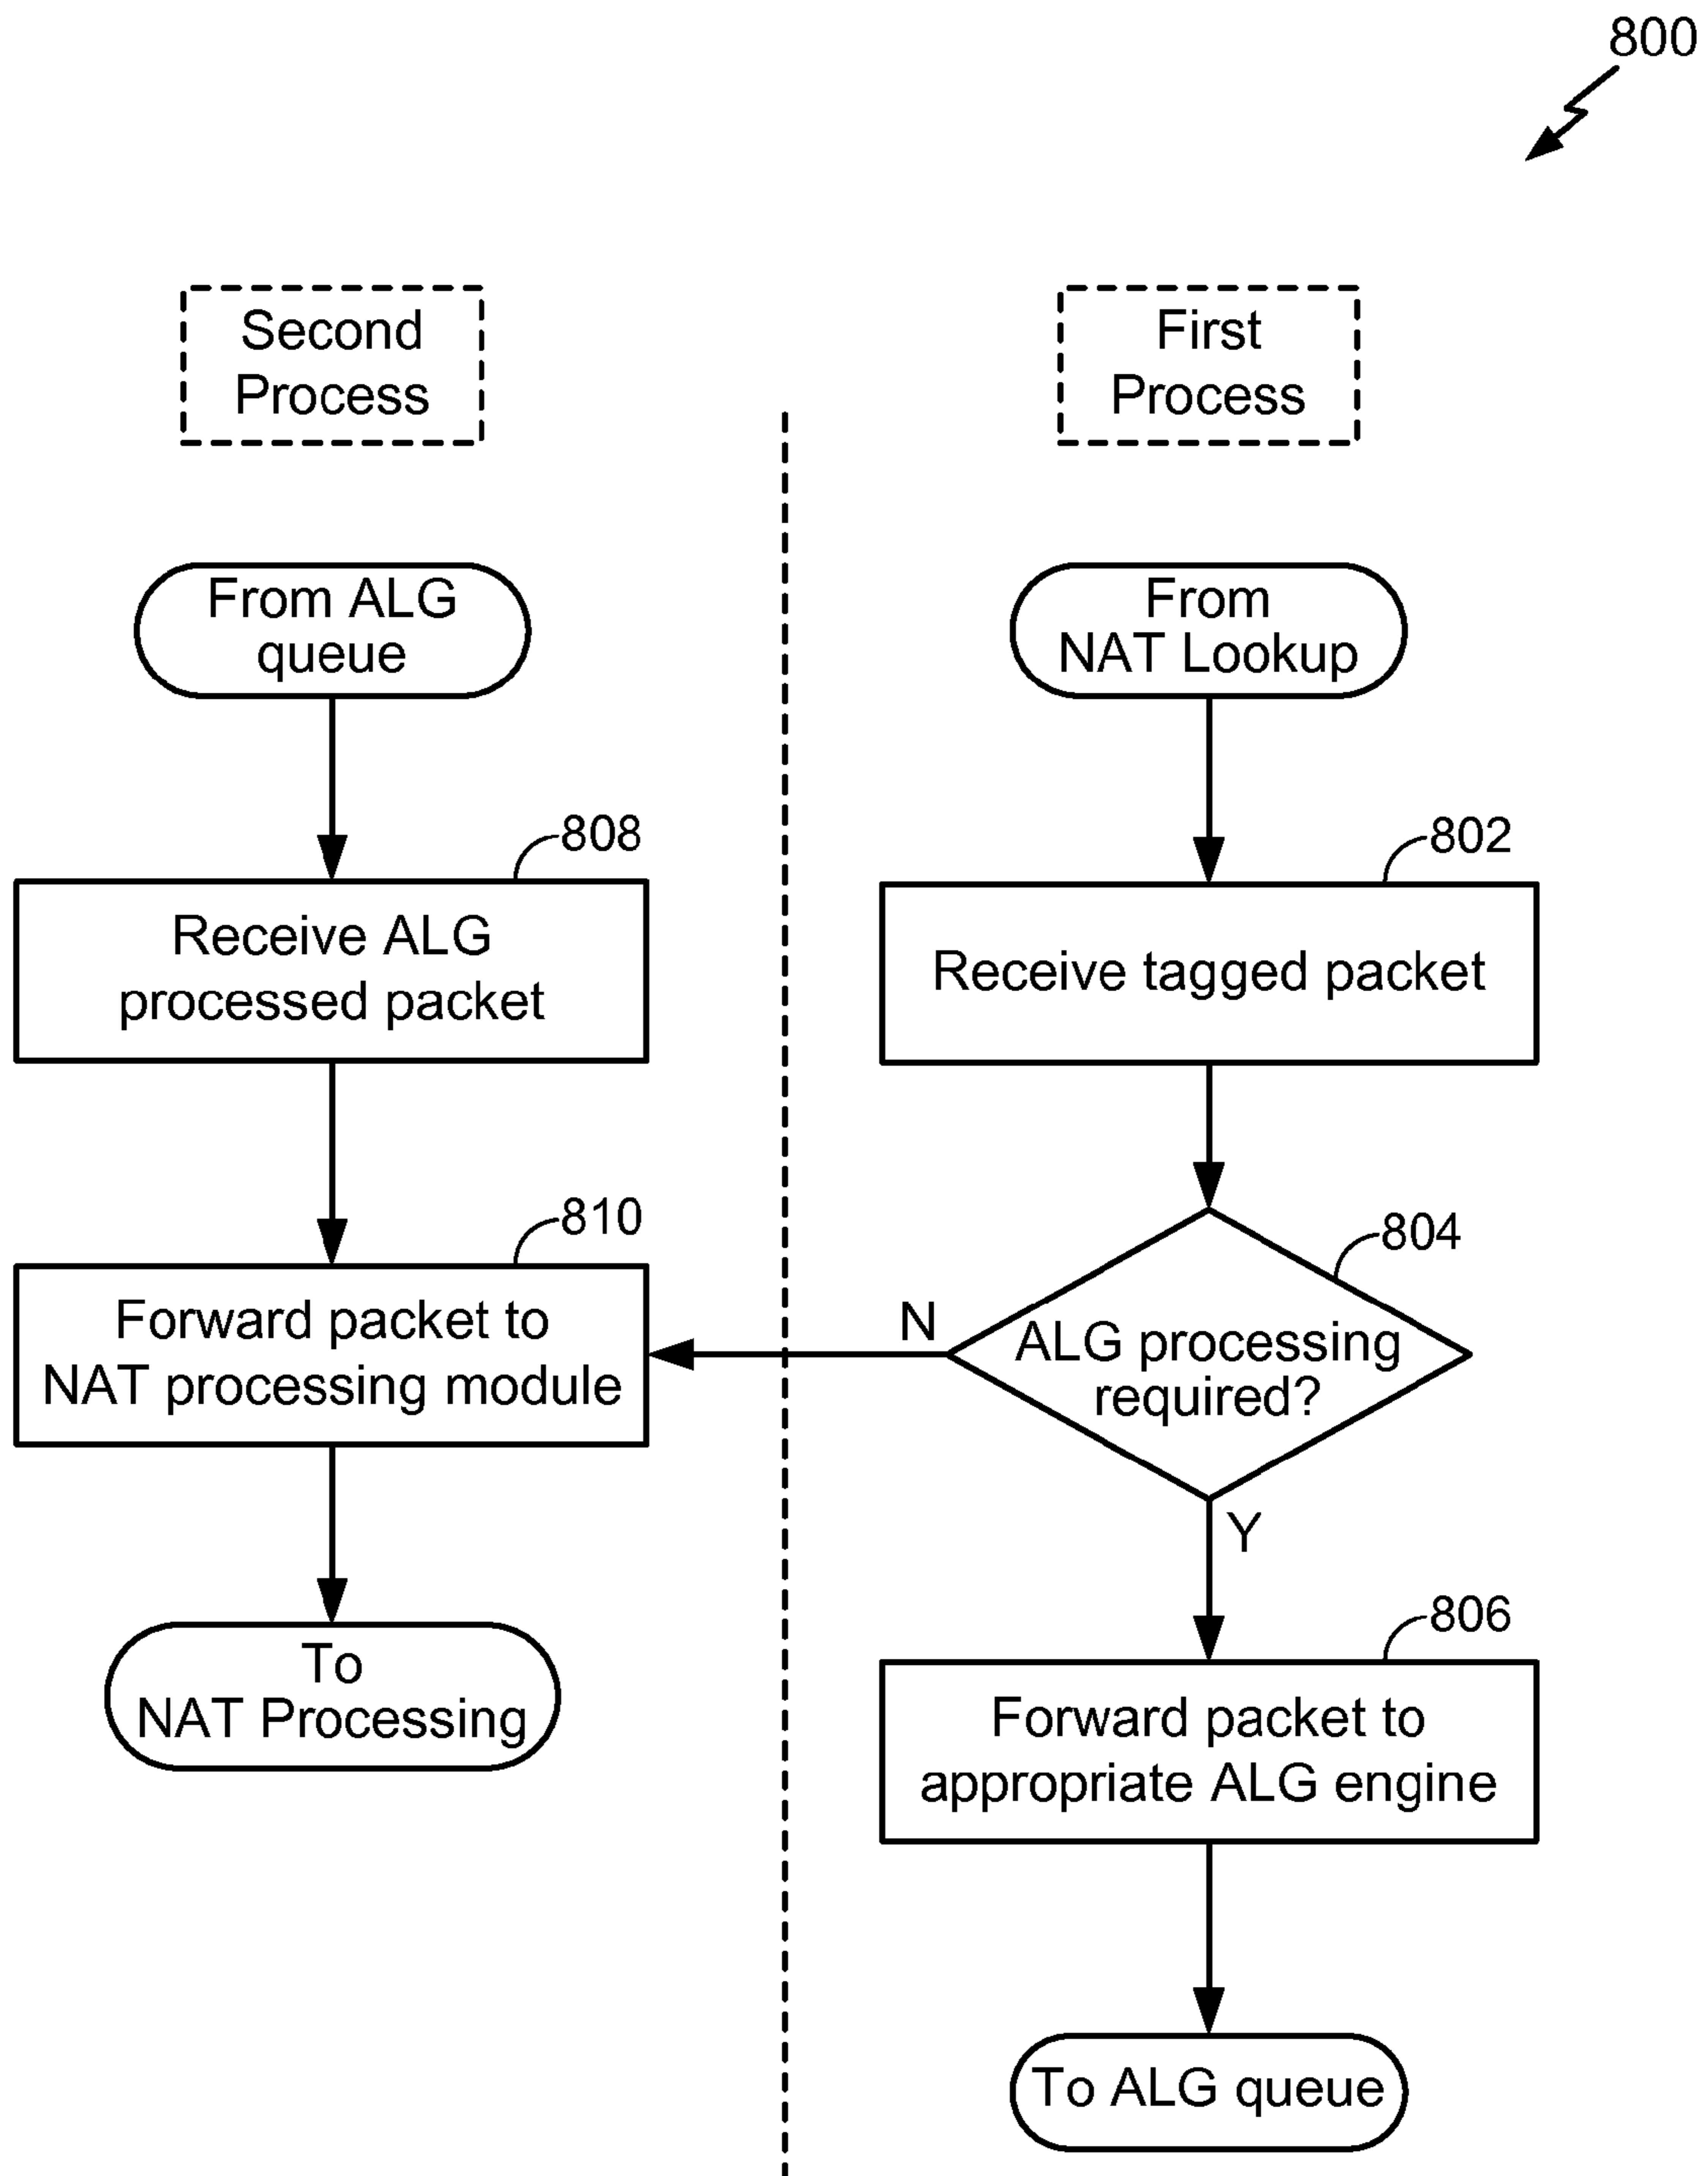 800
Second
Process
First
Process
From ALG
queue
From
NAT Lookup
808
Receive ALG
processed packet
802
Receive tagged packet
810
Forward packet to
NAT processing module
N
804
ALG processing
required?
Y
To
NAT Processing
806
Forward packet to
appropriate ALG engine
To ALG queue